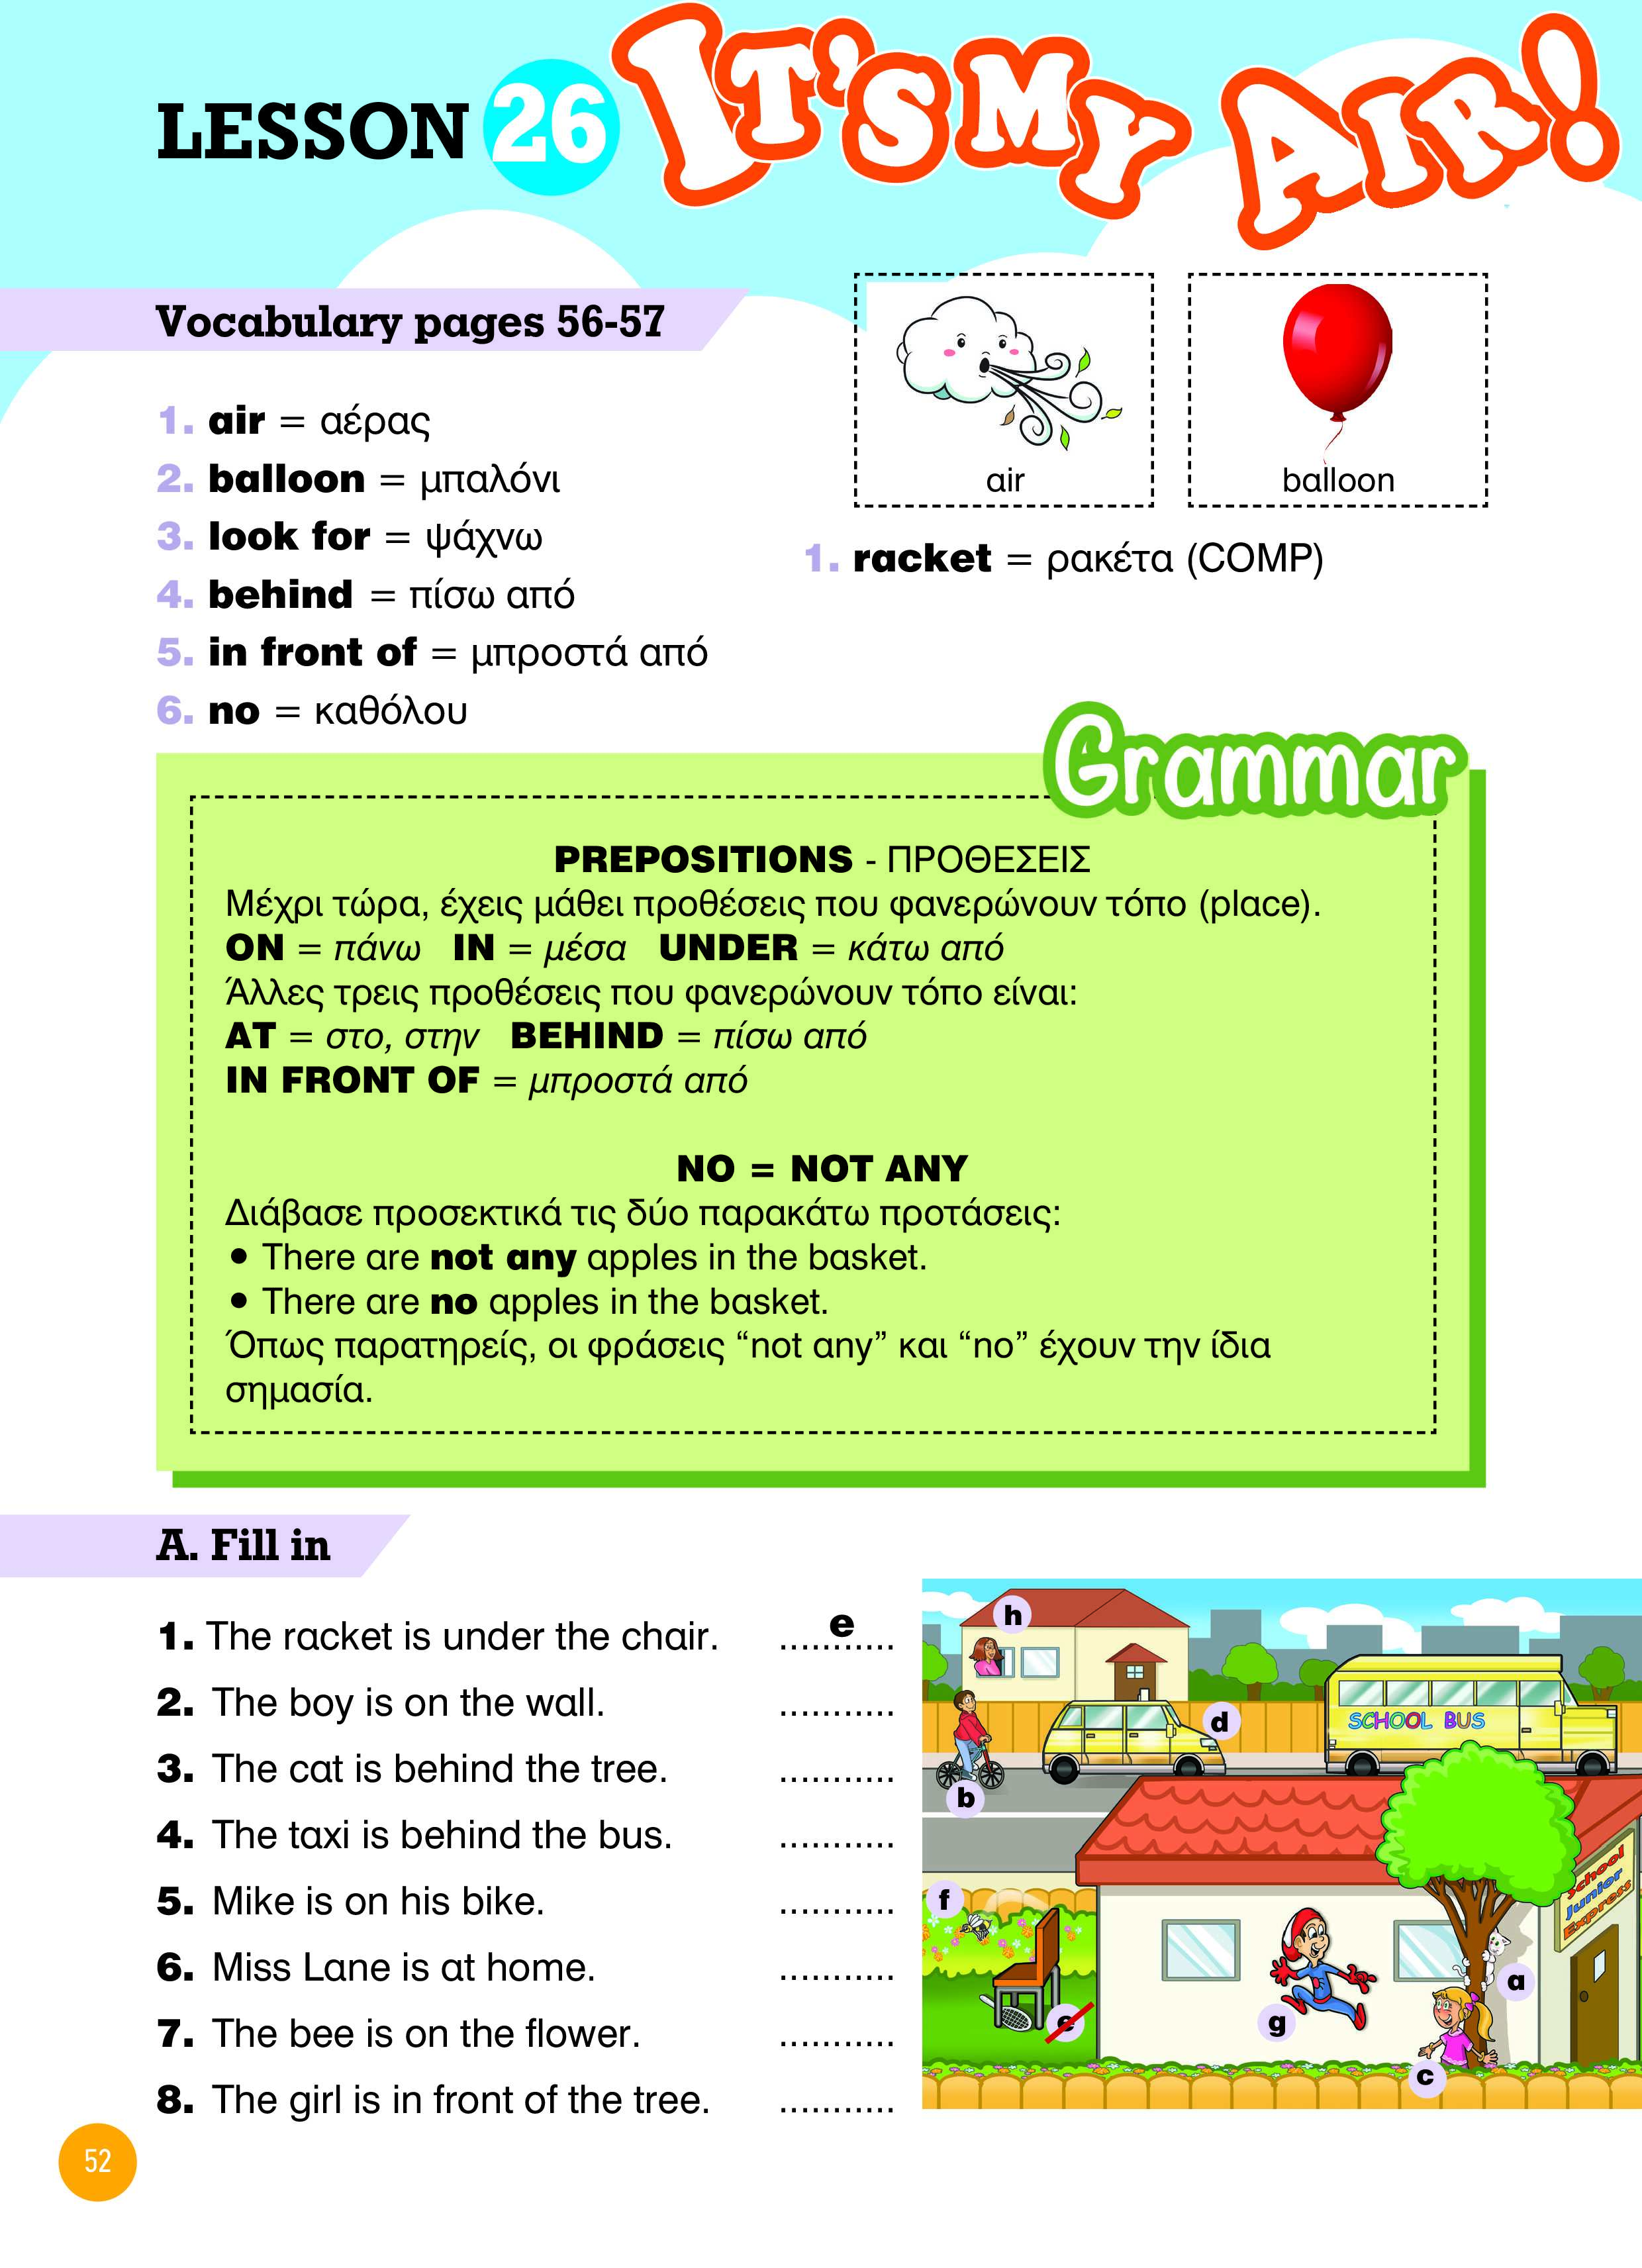 LESSON 26 IT'S MY AIR!
Vocabulary pages 56-57
1. air = αέρας
2. balloon = μπαλόνι
3. look for = ψάχνω
4. behind = πίσω από
5. in front of = μπροστά από
6. no = καθόλου
air
balloon
1. racket = ρακέτα (COMP)
Grammar
PREPOSITIONS - ΠΡΟΘΕΣΕΙΣ
Μέχρι τώρα, έχεις μάθει προθέσεις που φανερώνουν τόπο (place).
ON = πάνω IN = μέσα UNDER = κάτω από
Άλλες τρεις προθέσεις που φανερώνουν τόπο είναι:
AT = στο, στην BEHIND = πίσω από
IN FRONT OF = μπροστά από
NO = NOT ANY
Διάβασε προσεκτικά τις δύο παρακάτω προτάσεις:
• There are not any apples in the basket.
• There are no apples in the basket.
Όπως παρατηρείς, οι φράσεις “not any” και “no” έχουν την ίδια
σημασία.
A. Fill in
1. The racket is under the chair. ...........
e
2. The boy is on the wall. ...........
3. The cat is behind the tree. ...........
4. The taxi is behind the bus. ...........
5. Mike is on his bike. ...........
6. Miss Lane is at home. ...........
7. The bee is on the flower. ...........
8. The girl is in front of the tree. ...........
h
d
SCHOOL BUS
b
School
Junior
Express
f
a
g
e
c
52